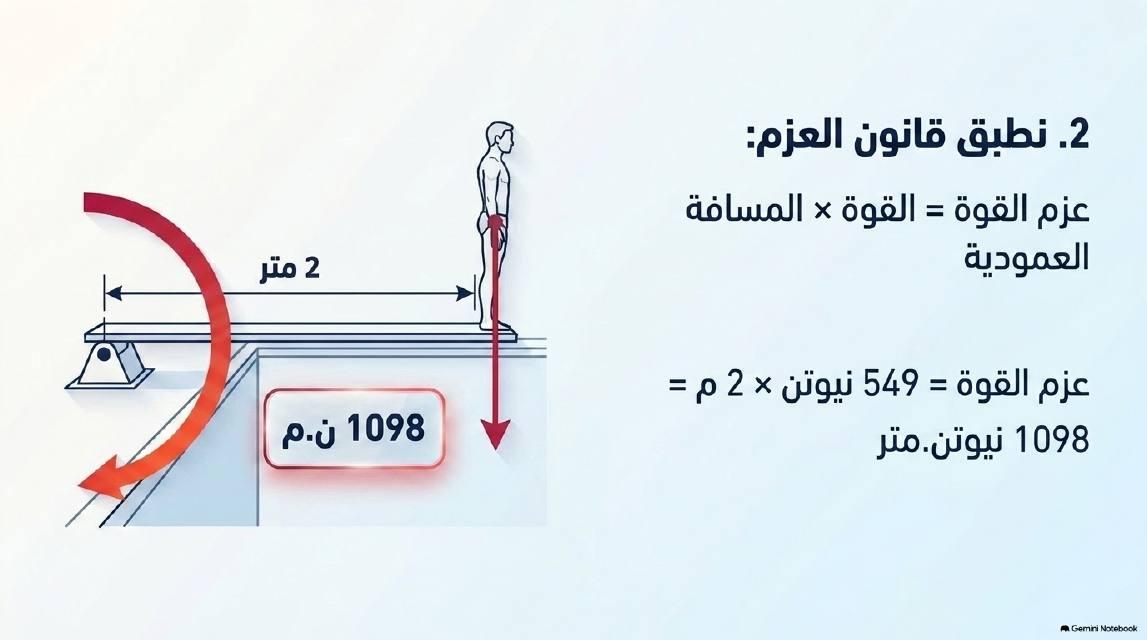 2. نطبق قانون العزم:
عزم القوة = القوة × المسافة
العمودية
عزم القوة = 549 نيوتن × 2 م =
1098 نيوتن.متر
2 متر
1098 ن.م
Gemini Notebook